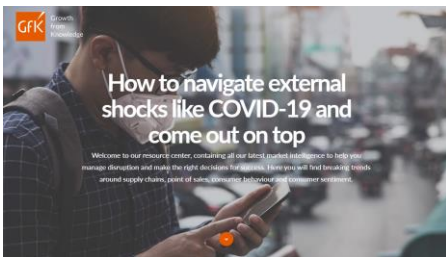 GFK
Growth
from
Knowledge
How to navigate external
shocks like COVID-19 and
come out on top
Welcome to our resource center, containing all our latest market intelligence to help you
manage disruption and make the right decisions for success. Here you will find breaking trends
around supply chains, point of sales, consumer behaviour and consumer sentiment.